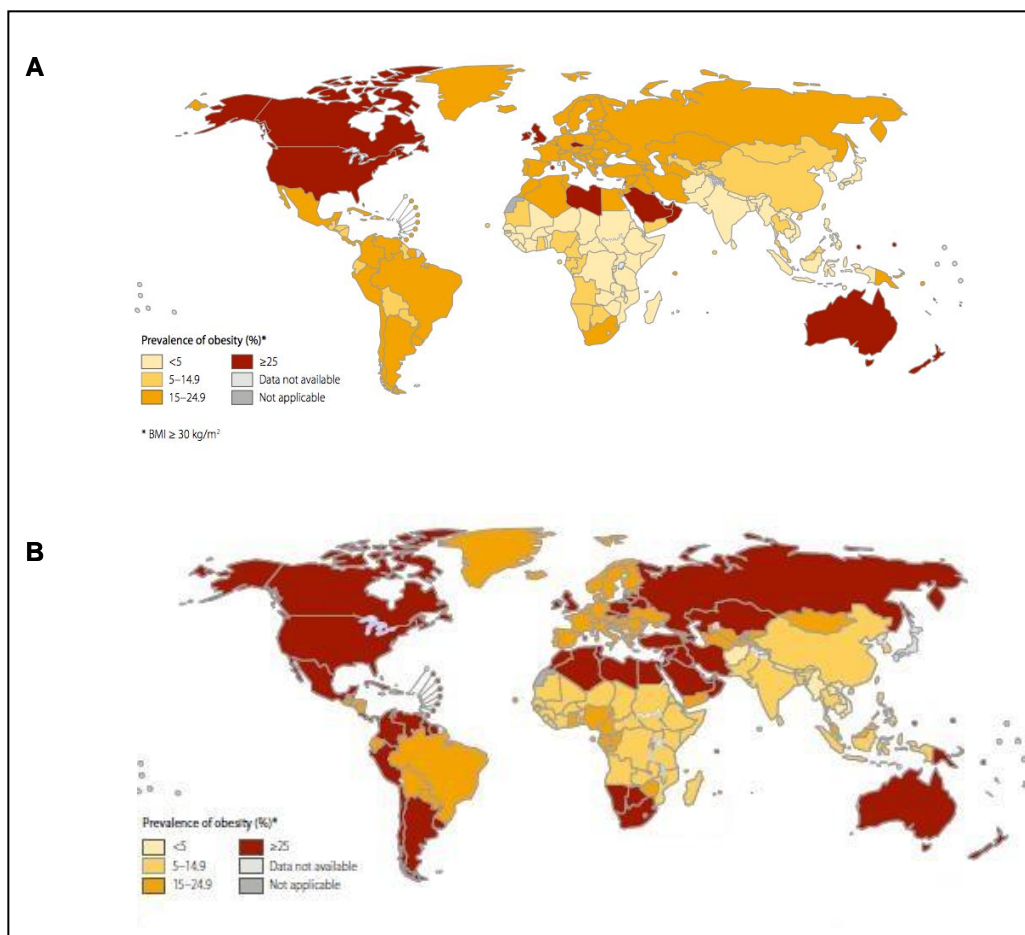 A
Prevalence of obesity (%)*
<5 ≥25
5–14.9 Data not available
15–24.9 Not applicable
* BMI ≥ 30 kg/m²
B
Prevalence of obesity (%)*
<5 ≥25
5–14.9 Data not available
15–24.9 Not applicable